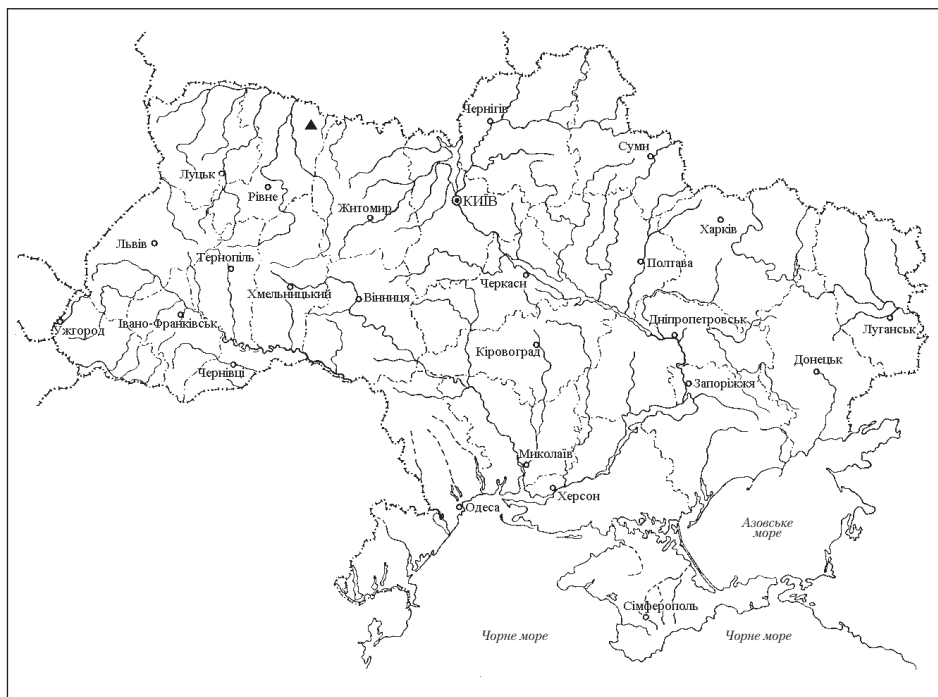 Чернігів
Суми
Луцьк
Рівне
КИЇВ
Житомир
Харків
Львів
Тернопіль
Полтава
Хмельницький
Черкаси
Вінниця
Ужгород
Івано-Франківськ
Дніпропетровськ
Луганськ
Кіровоград
Донецьк
Чернівці
Запоріжжя
Миколаїв
Херсон
Одеса
Азовське
море
Сімферополь
Чорне море
Чорне море